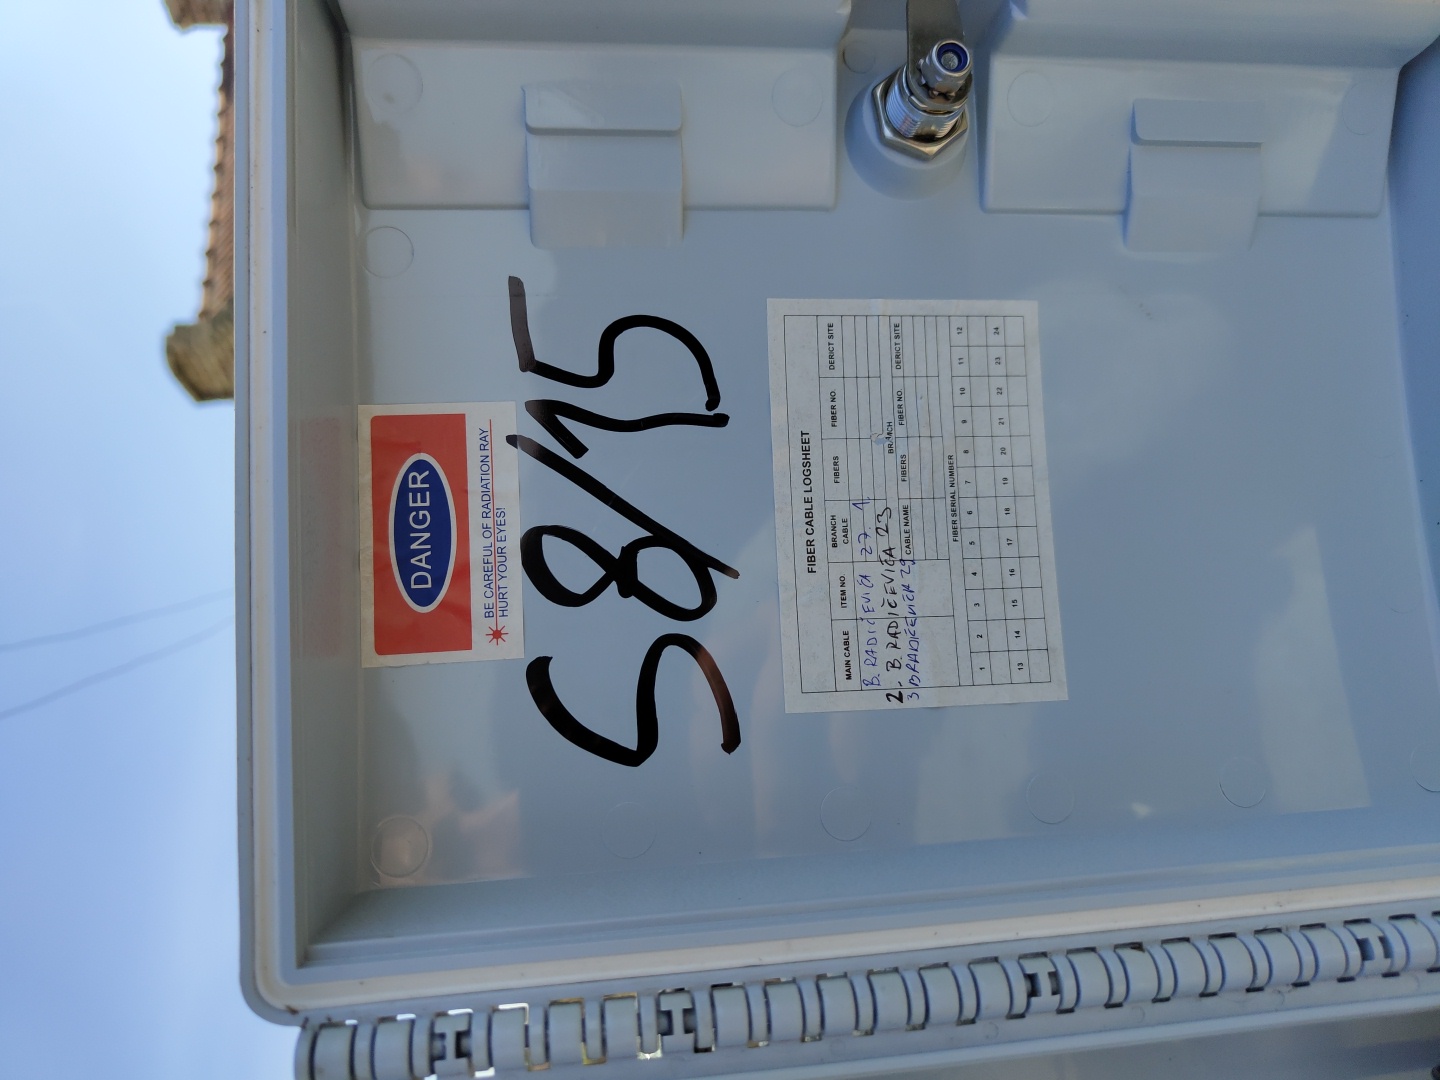 DANGER
BE CAREFUL OF RADIATION RAY
HURT YOUR EYES!
S8/15
FIBER CABLE LOGSHEET
MAIN CABLE ITEM NO. BRANCH CABLE FIBERS FIBER NO. DERICT SITE
B. RADIČEVIĆA 27. 1.
2. B. RADIČEVIĆA 23
BRANCH
3 29
CABLE NAME FIBERS FIBER NO. DERICT SITE
FIBER SERIAL NUMBER
1 2 3 4 5 6 7 8 9 10 11 12
13 14 15 16 17 18 19 20 21 22 23 24